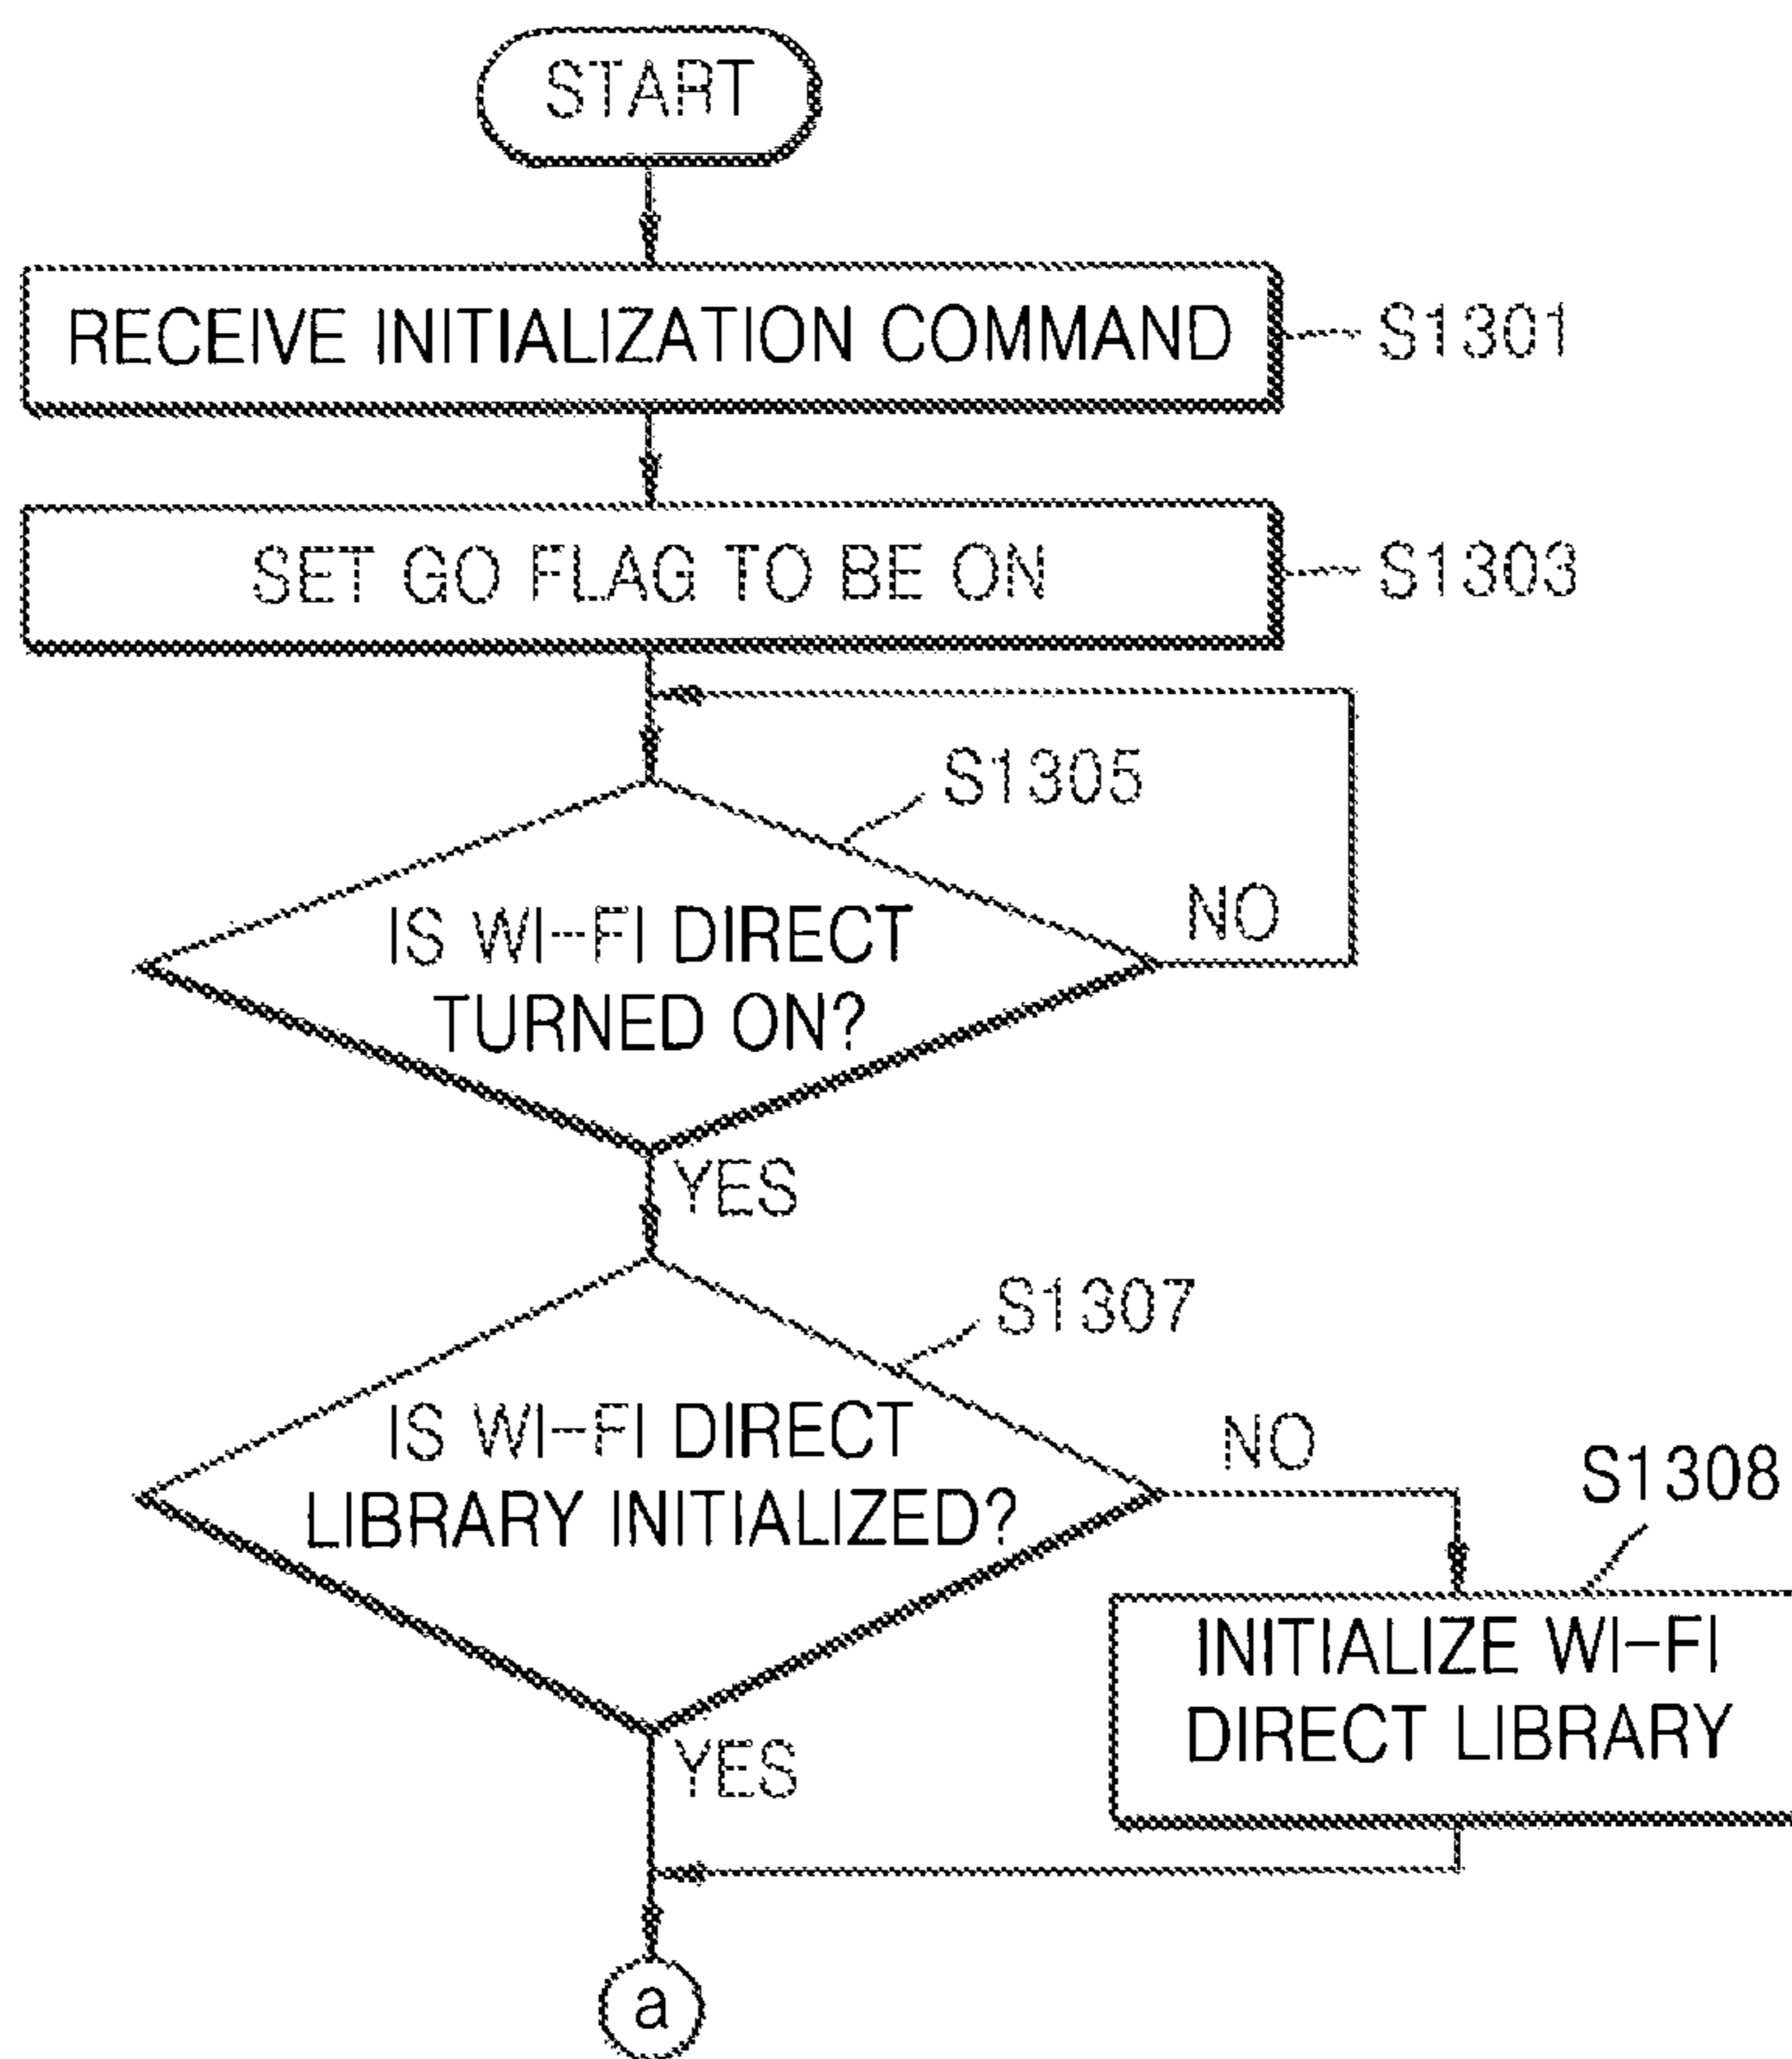 START
RECEIVE INITIALIZATION COMMAND
S1301
SET GO FLAG TO BE ON
S1303
S1305
IS WI-FI DIRECT
TURNED ON?
NO
YES
S1307
IS WI-FI DIRECT
LIBRARY INITIALIZED?
NO
S1308
INITIALIZE WI-FI
DIRECT LIBRARY
YES
a